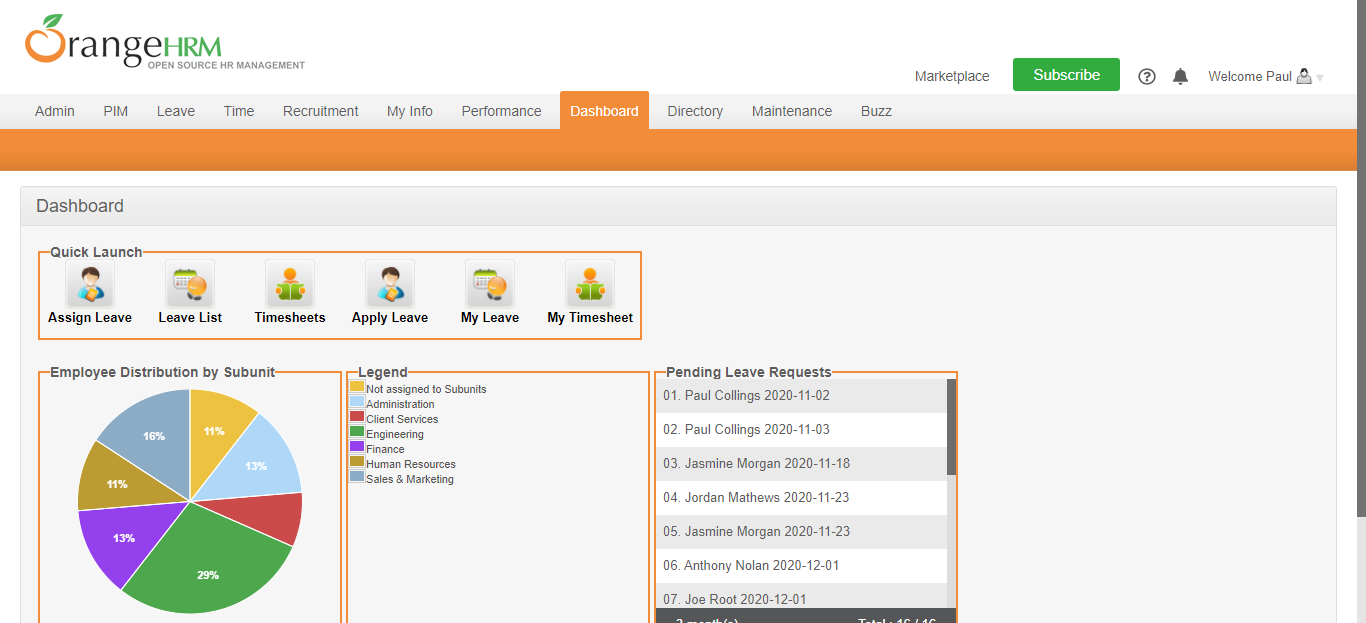 rangeHRM
OPEN SOURCE HR MANAGEMENT
Marketplace
Subscribe
Welcome Paul
Admin
PIM
Leave
Time
Recruitment
My Info
Performance
Dashboard
Directory
Maintenance
Buzz
Dashboard
Quick Launch
Assign Leave
Leave List
Timesheets
Apply Leave
My Leave
My Timesheet
Employee Distribution by Subunit
11%
13%
29%
13%
11%
16%
Legend
Not assigned to Subunits
Administration
Client Services
Engineering
Finance
Human Resources
Sales & Marketing
Pending Leave Requests
01. Paul Collings 2020-11-02
02. Paul Collings 2020-11-03
03. Jasmine Morgan 2020-11-18
04. Jordan Mathews 2020-11-23
05. Jasmine Morgan 2020-11-23
06. Anthony Nolan 2020-12-01
07. Joe Root 2020-12-01
3 month(s)
Total : 16 / 16